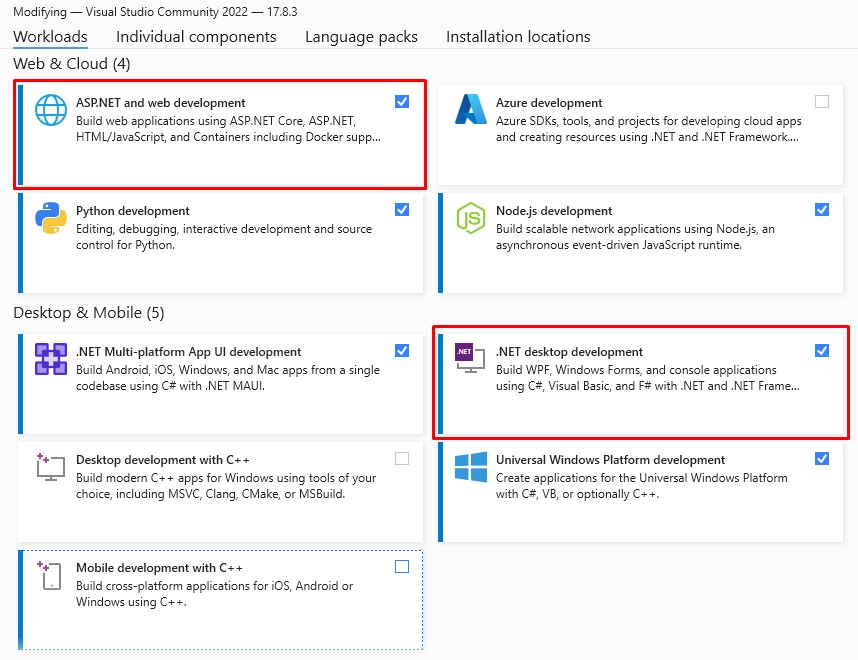 Modifying — Visual Studio Community 2022 — 17.8.3
Workloads Individual components Language packs Installation locations
Web & Cloud (4)
ASP.NET and web development
Build web applications using ASP.NET Core, ASP.NET,
HTML/JavaScript, and Containers including Docker supp...
Azure development
Azure SDKs, tools, and projects for developing cloud apps
and creating resources using .NET and .NET Framework....
Python development
Editing, debugging, interactive development and source
control for Python.
JS
Node.js development
Build scalable network applications using Node.js, an
asynchronous event-driven JavaScript runtime.
Desktop & Mobile (5)
.NET Multi-platform App UI development
Build Android, iOS, Windows, and Mac apps from a single
codebase using C# with .NET MAUI.
.NET
.NET desktop development
Build WPF, Windows Forms, and console applications
using C#, Visual Basic, and F# with .NET and .NET Frame...
Desktop development with C++
Build modern C++ apps for Windows using tools of your
choice, including MSVC, Clang, CMake, or MSBuild.
Universal Windows Platform development
Create applications for the Universal Windows Platform
with C#, VB, or optionally C++.
Mobile development with C++
Build cross-platform applications for iOS, Android or
Windows using C++.